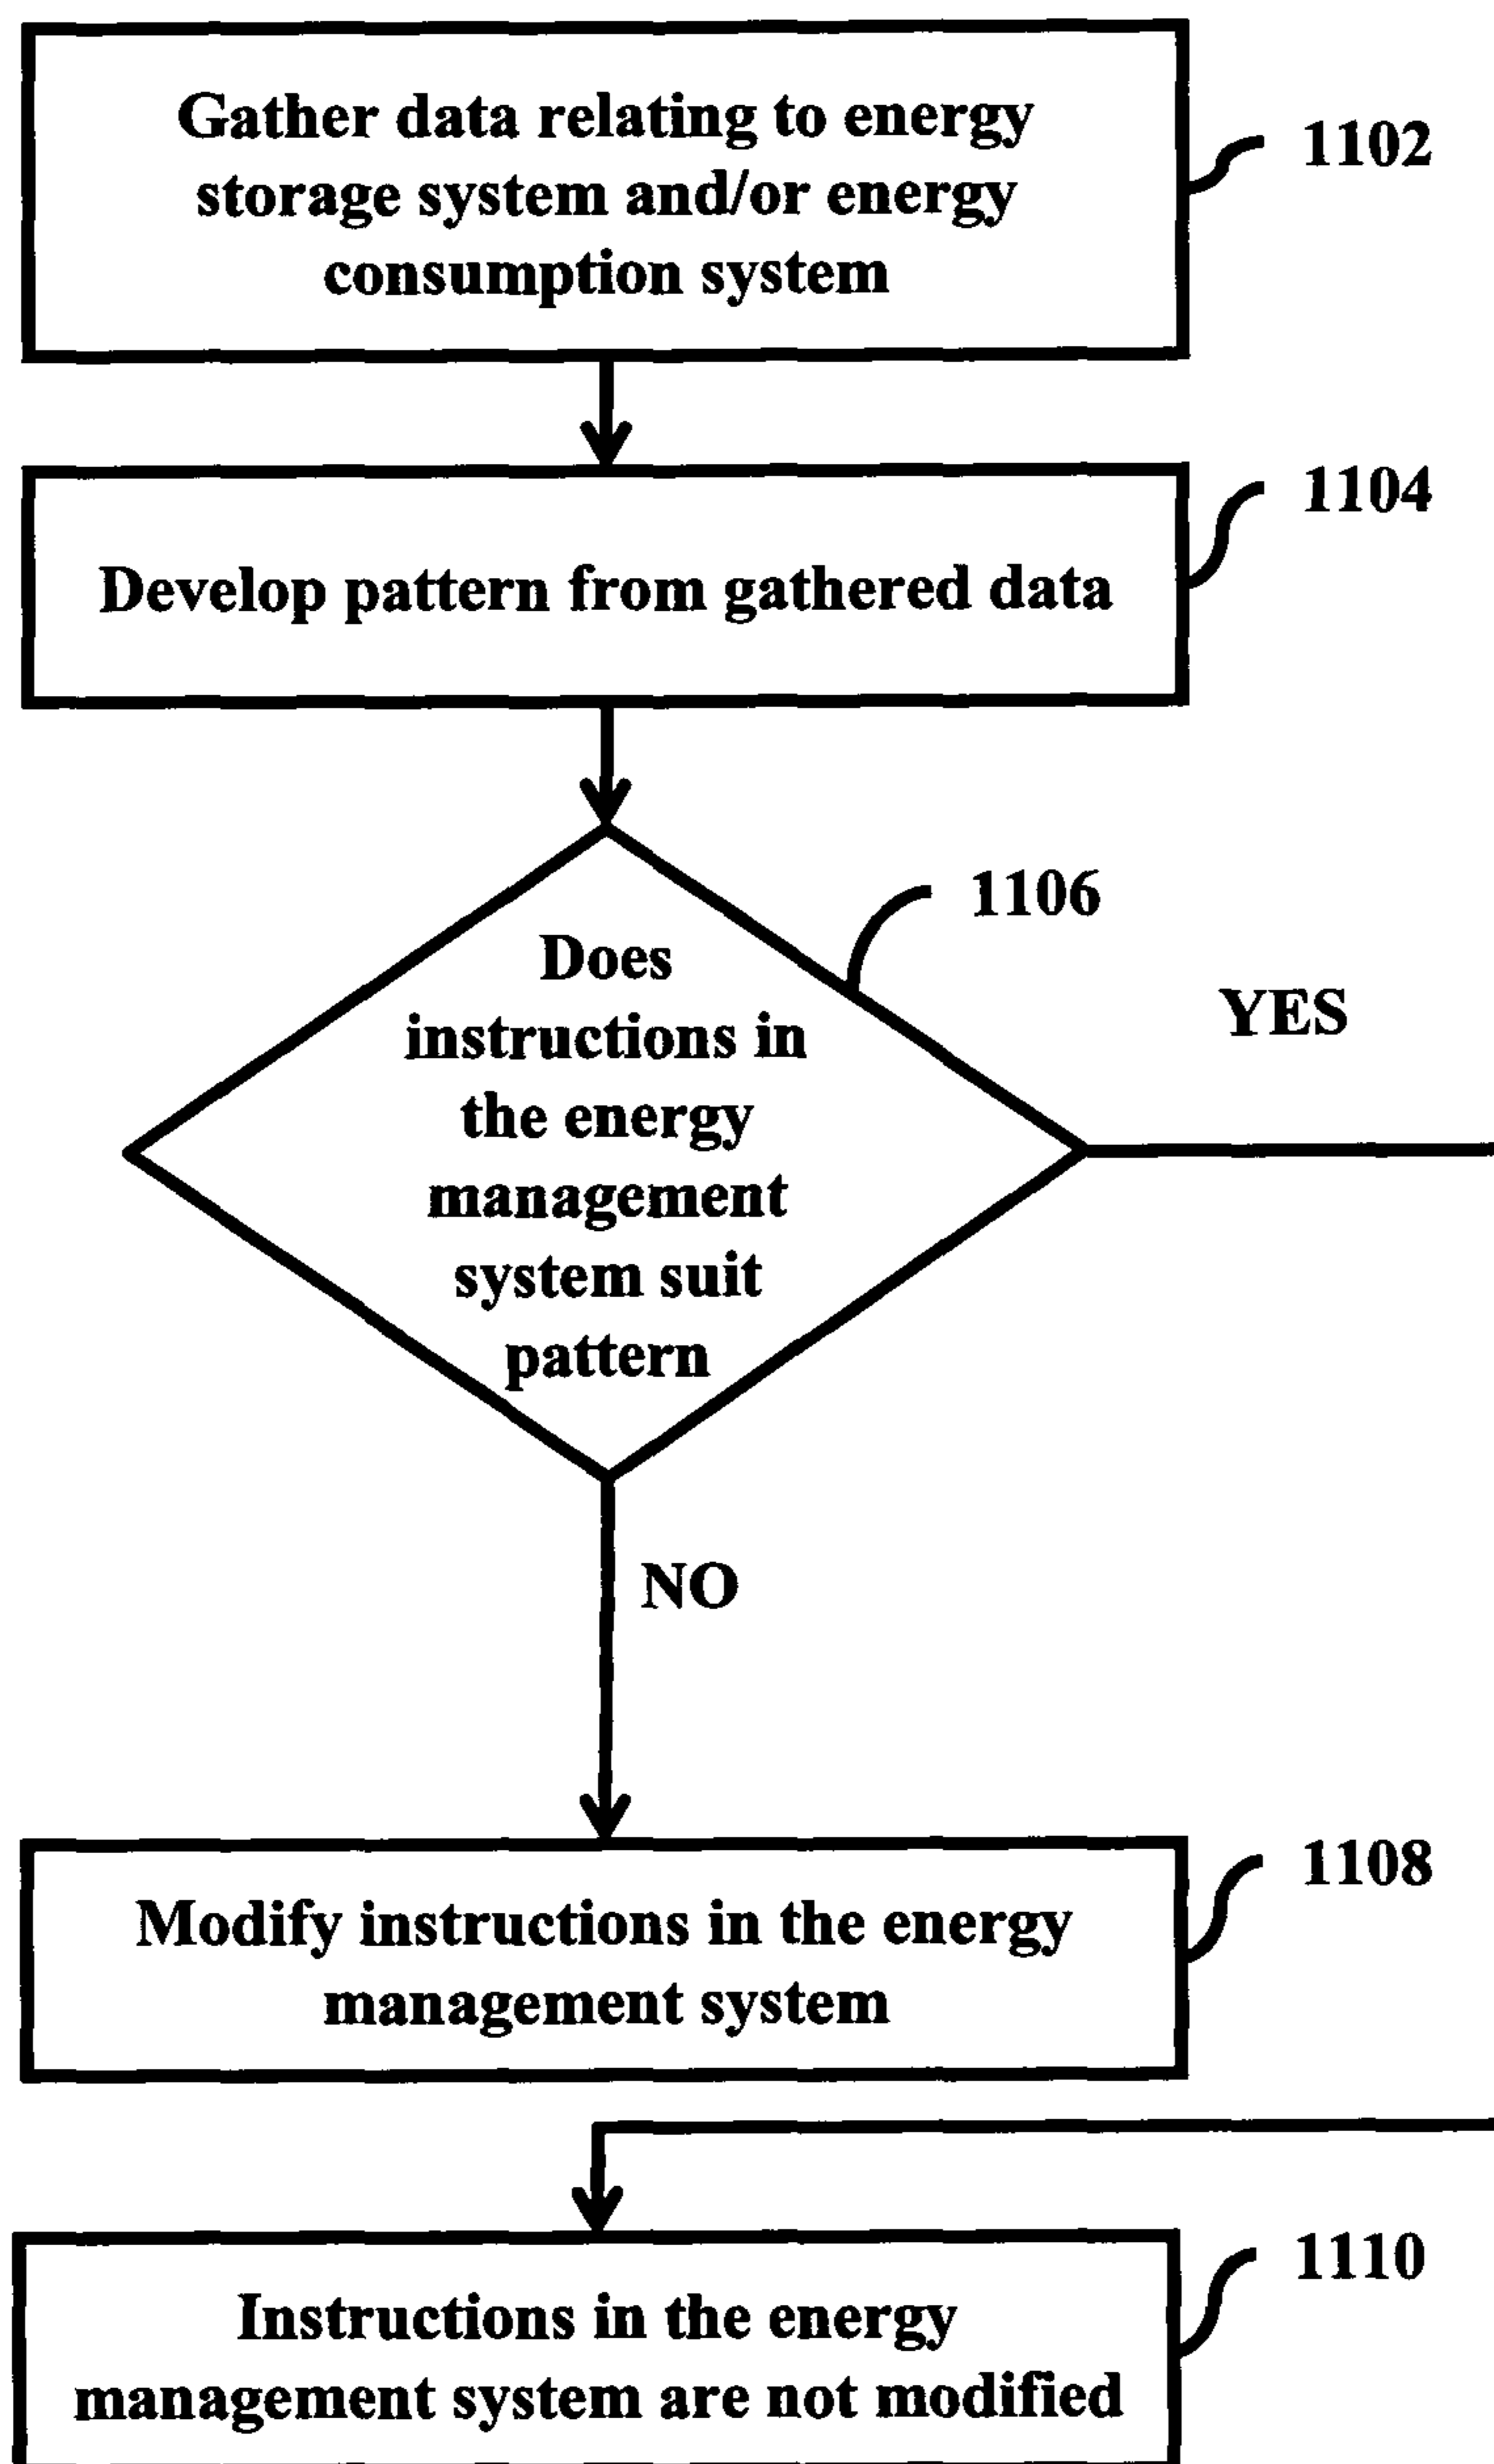 Gather data relating to energy
storage system and/or energy
consumption system
1102
Develop pattern from gathered data
1104
Does
instructions in
the energy
management
system suit
pattern
1106
YES
NO
Modify instructions in the energy
management system
1108
Instructions in the energy
management system are not modified
1110